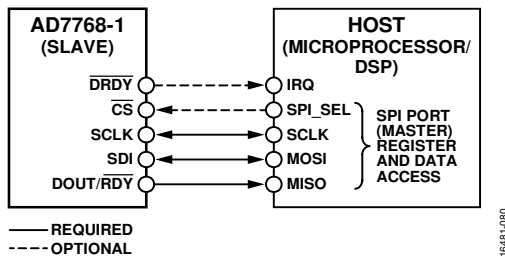 AD7768-1
(SLAVE)
DRDY
CS
SCLK
SDI
DOUT/RDY
HOST
(MICROPROCESSOR/
DSP)
IRQ
SPI_SEL
SCLK
MOSI
MISO
SPI PORT
(MASTER)
REGISTER
AND DATA
ACCESS
REQUIRED
OPTIONAL
16481-080